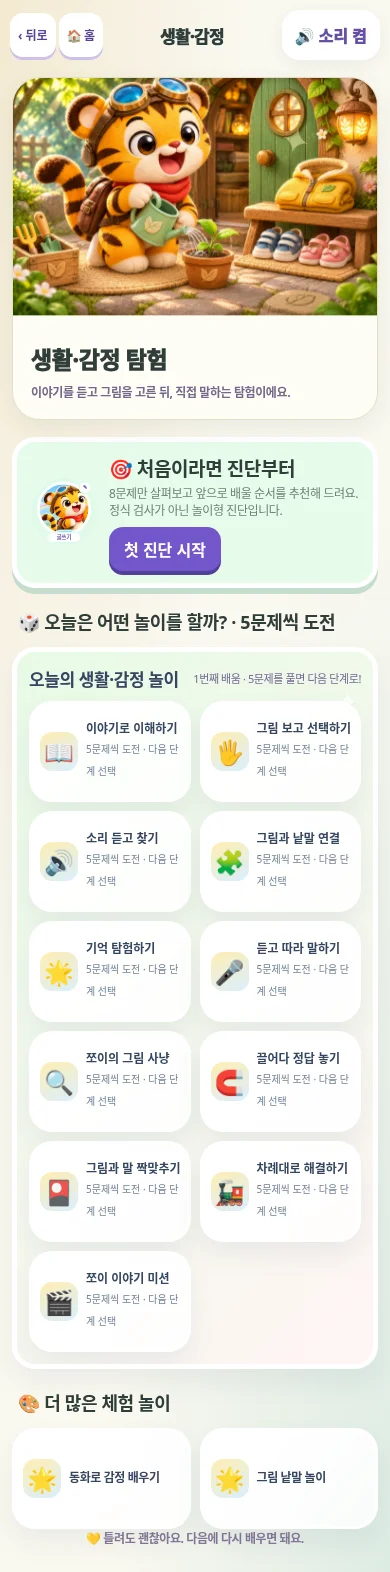 ‹ 뒤로
🏠 홈
생활·감정
🔊 소리 켬
생활·감정 탐험
이야기를 듣고 그림을 고른 뒤, 직접 말하는 탐험이에요.
🎯 처음이라면 진단부터
8문제만 살펴보고 앞으로 배울 순서를 추천해 드려요.
정식 검사가 아닌 놀이형 진단입니다.
글쓰기
첫 진단 시작
🎲 오늘은 어떤 놀이를 할까? · 5문제씩 도전
오늘의 생활·감정 놀이
1번째 배움 · 5문제를 풀면 다음 단계로!
이야기로 이해하기
5문제씩 도전 · 다음 단
계 선택
그림 보고 선택하기
5문제씩 도전 · 다음 단
계 선택
소리 듣고 찾기
5문제씩 도전 · 다음 단
계 선택
그림과 낱말 연결
5문제씩 도전 · 다음 단
계 선택
기억 탐험하기
5문제씩 도전 · 다음 단
계 선택
듣고 따라 말하기
5문제씩 도전 · 다음 단
계 선택
쪼이의 그림 사냥
5문제씩 도전 · 다음 단
계 선택
끌어다 정답 놓기
5문제씩 도전 · 다음 단
계 선택
그림과 말 짝맞추기
5문제씩 도전 · 다음 단
계 선택
차례대로 해결하기
5문제씩 도전 · 다음 단
계 선택
쪼이 이야기 미션
5문제씩 도전 · 다음 단
계 선택
🎨 더 많은 체험 놀이
동화로 감정 배우기
그림 낱말 놀이
💛 틀려도 괜찮아요. 다음에 다시 배우면 돼요.